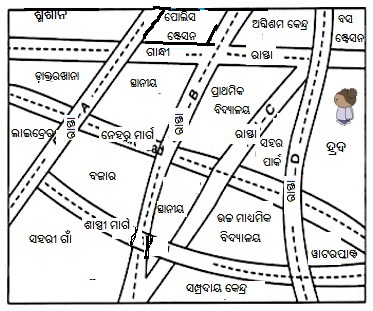 ଶ୍ମଶାନ
ପୋଲିସ
ଷ୍ଟେସନ
ଅଗ୍ନିଶମ କେନ୍ଦ୍ର
ବସ
ଷ୍ଟେସନ
ଗାନ୍ଧୀ
ରାସ୍ତା
ଡାକ୍ତରଖାନା
ସ୍ଥାନୀୟ
ପ୍ରାଥମିକ
ବିଦ୍ୟାଳୟ
ରାସ୍ତା A
ରାସ୍ତା B
ରାସ୍ତା C
ଲାଇବ୍ରେରୀ
ନେହରୁ ମାର୍ଗ
ସହର
ପାର୍କ
ରାସ୍ତା D
ହ୍ରଦ
ବଜାର
ସ୍ଥାନୀୟ
ଶାସ୍ତ୍ରୀ ମାର୍ଗ
ଉଚ୍ଚ ମାଧ୍ୟମିକ
ବିଦ୍ୟାଳୟ
ସହରୀ ଗାଁ
ୱାଟରପାର୍କ
ସମ୍ପ୍ରଦାୟ କେନ୍ଦ୍ର